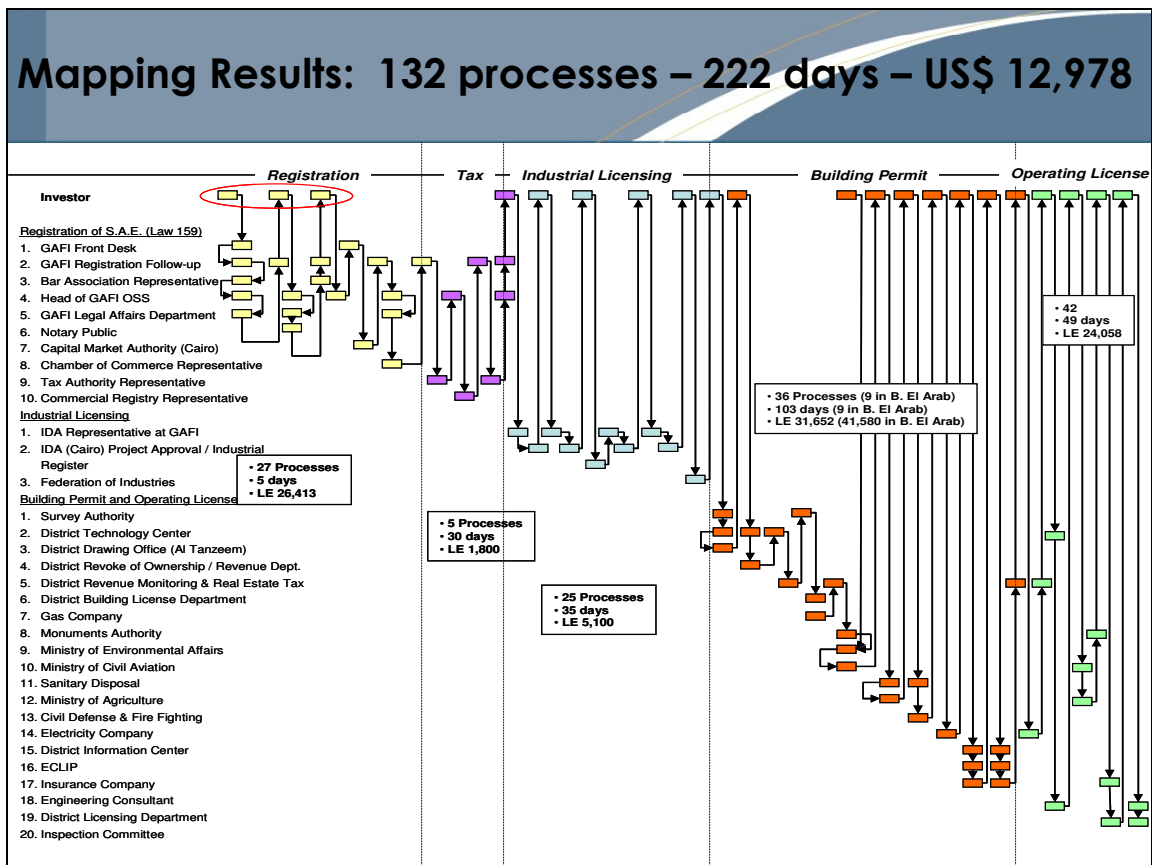 Mapping Results: 132 processes – 222 days – US$ 12,978
Registration
Tax
Industrial Licensing
Building Permit
Operating License
Investor
Registration of S.A.E. (Law 159)
1. GAFI Front Desk
2. GAFI Registration Follow-up
3. Bar Association Representative
4. Head of GAFI OSS
5. GAFI Legal Affairs Department
6. Notary Public
7. Capital Market Authority (Cairo)
8. Chamber of Commerce Representative
9. Tax Authority Representative
10. Commercial Registry Representative
Industrial Licensing
1. IDA Representative at GAFI
2. IDA (Cairo) Project Approval / Industrial
Register
3. Federation of Industries
Building Permit and Operating License
1. Survey Authority
2. District Technology Center
3. District Drawing Office (Al Tanzeem)
4. District Revoke of Ownership / Revenue Dept.
5. District Revenue Monitoring & Real Estate Tax
6. District Building License Department
7. Gas Company
8. Monuments Authority
9. Ministry of Environmental Affairs
10. Ministry of Civil Aviation
11. Sanitary Disposal
12. Ministry of Agriculture
13. Civil Defense & Fire Fighting
14. Electricity Company
15. District Information Center
16. ECLIP
17. Insurance Company
18. Engineering Consultant
19. District Licensing Department
20. Inspection Committee
• 27 Processes
• 5 days
• LE 26,413
• 5 Processes
• 30 days
• LE 1,800
• 25 Processes
• 35 days
• LE 5,100
• 36 Processes (9 in B. El Arab)
• 103 days (9 in B. El Arab)
• LE 31,652 (41,580 in B. El Arab)
• 42
• 49 days
• LE 24,058